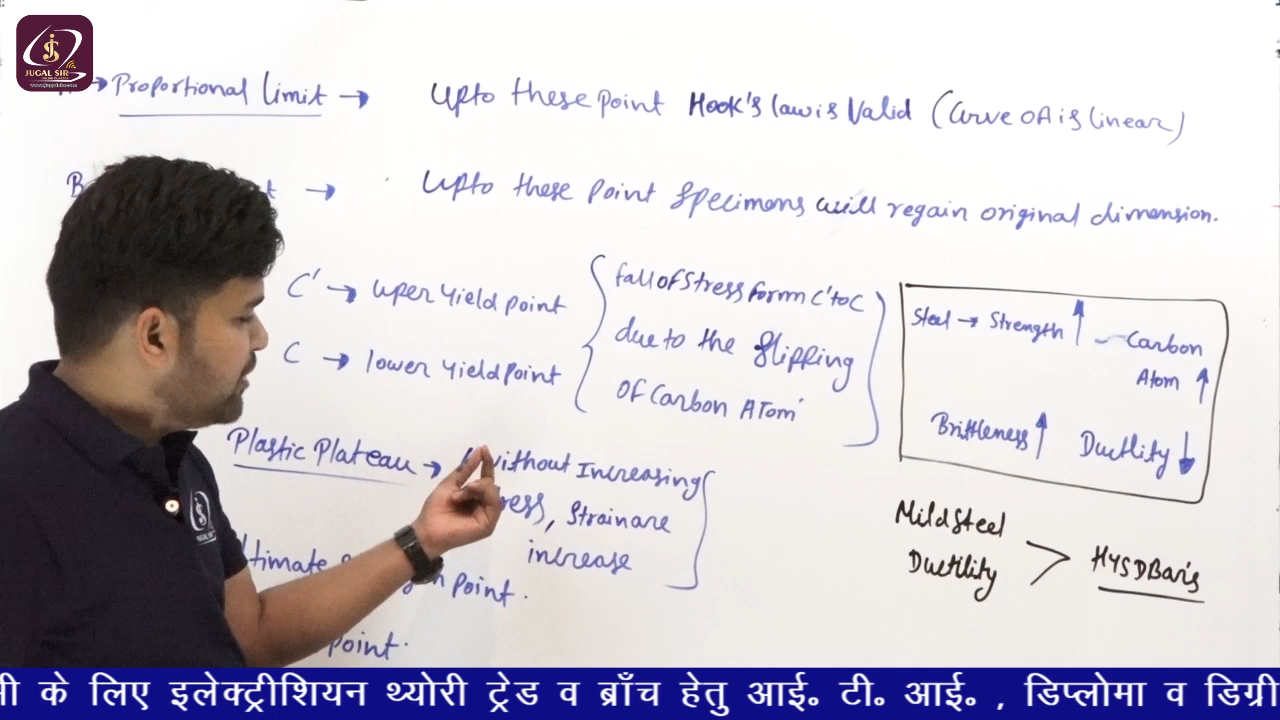 JUGAL SIR
Proportional Limit → Upto these point Hook's law is Valid (Curve OA is linear)
B → Upto these Point Specimens will regain original dimension.
C' → uper yield point
C → lower yield point
fall of stress form C' to C
due to the slipping
of Carbon ATom
Steel → Strength ↑ - Carbon
Atom ↑
Brittleness ↑ Ductlity ↓
Plastic Plateau → without Increasing
Strain are
increase
Mild Steel
Ductility > HYSD Bar's
Point.
point.
के लिए इलेक्ट्रीशियन थ्योरी ट्रेड व ब्राँच हेतु आई॰ टी॰ आई॰ , डिप्लोमा व डिग्री